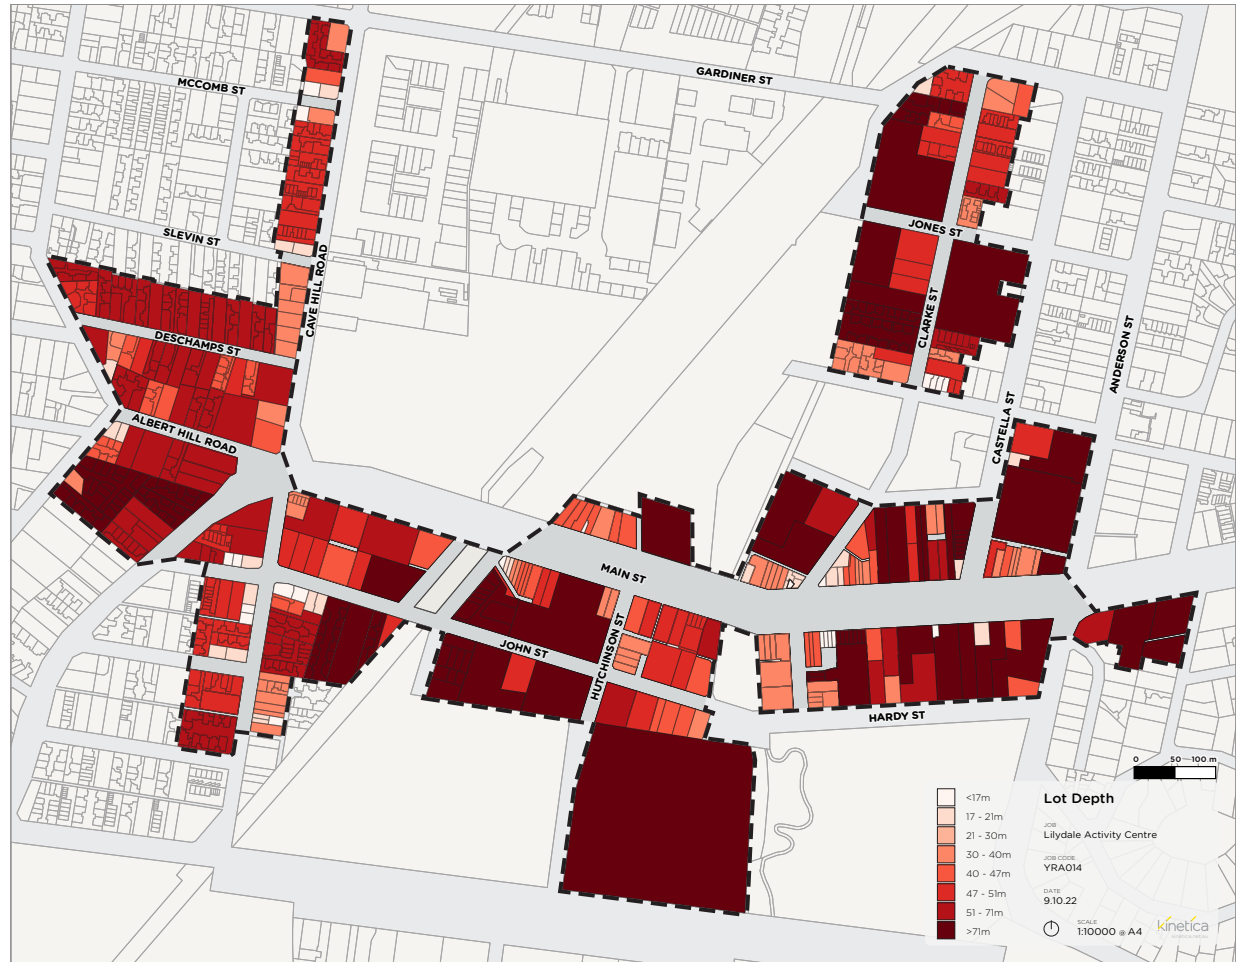 GARDINER ST
MCCOMB ST
SLEVIN ST
CAVE HILL ROAD
JONES ST
CLARKE ST
ANDERSON ST
DESCHAMPS ST
ALBERT HILL ROAD
CASTELLA ST
MAIN ST
JOHN ST
HUTCHINSON ST
HARDY ST
0 50 100 m
<17m
17 - 21m
21 - 30m
30 - 40m
40 - 47m
47 - 51m
51 - 71m
>71m
Lot Depth
JOB
Lilydale Activity Centre
JOB CODE
YRA014
DATE
9.10.22
SCALE
1:10000 @ A4
kinetica